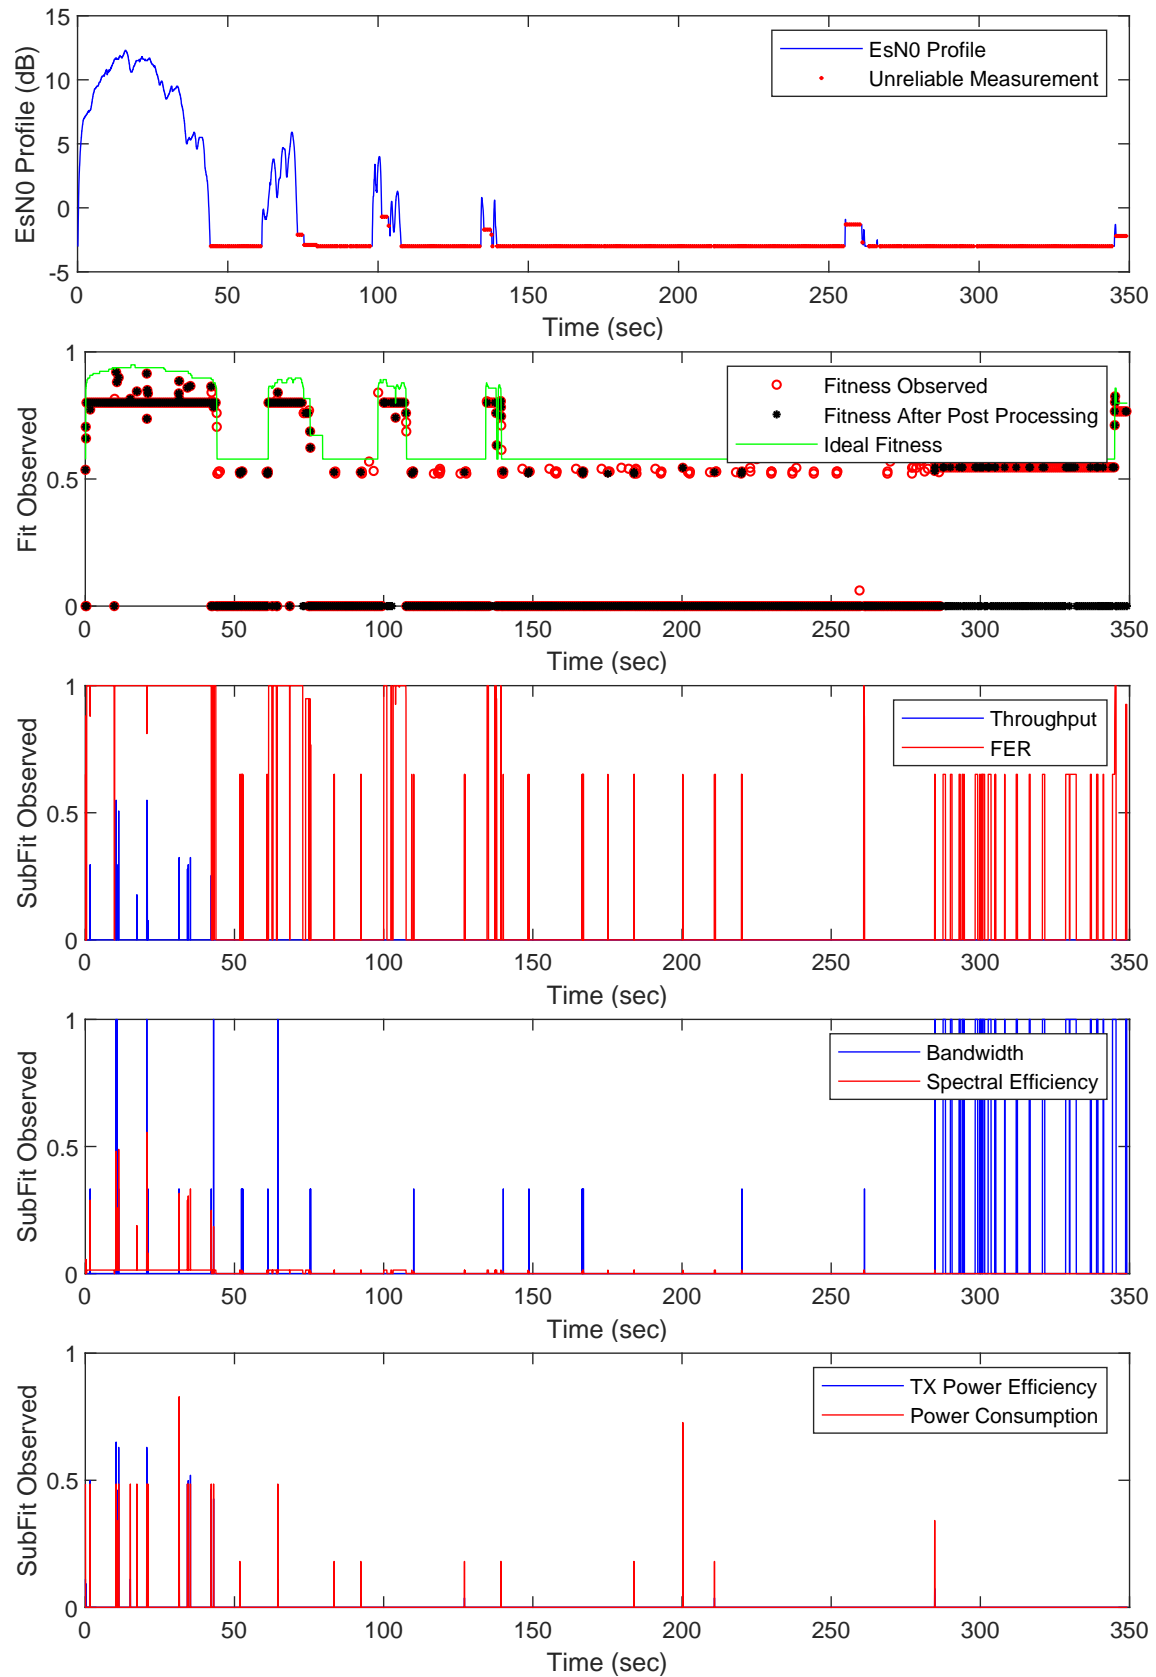 15
10
5
0
-5
EsN0 Profile (dB)
EsN0 Profile
Unreliable Measurement
0 50 100 150 200 250 300 350
Time (sec)
1
0.5
0
Fit Observed
Fitness Observed
Fitness After Post Processing
Ideal Fitness
0 50 100 150 200 250 300 350
Time (sec)
1
0.5
0
SubFit Observed
Throughput
FER
0 50 100 150 200 250 300 350
Time (sec)
1
0.5
0
SubFit Observed
Bandwidth
Spectral Efficiency
0 50 100 150 200 250 300 350
Time (sec)
1
0.5
0
SubFit Observed
TX Power Efficiency
Power Consumption
0 50 100 150 200 250 300 350
Time (sec)